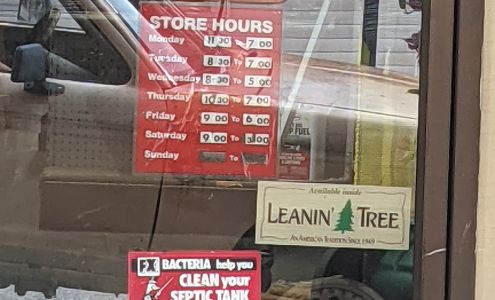 STORE HOURS
Monday 11 30 To 7 00
Tuesday 8 30 To 7 00
Wednesday 8 30 To 5 00
Thursday 10 30 To 7 00
Friday 9 00 To 6 00
Saturday 9 00 To 3 00
Sunday To
FUEL
Available inside
LEANIN' TREE
AN AMERICAN TRADITION SINCE 1949
FX BACTERIA help you
CLEAN your
SEPTIC TANK